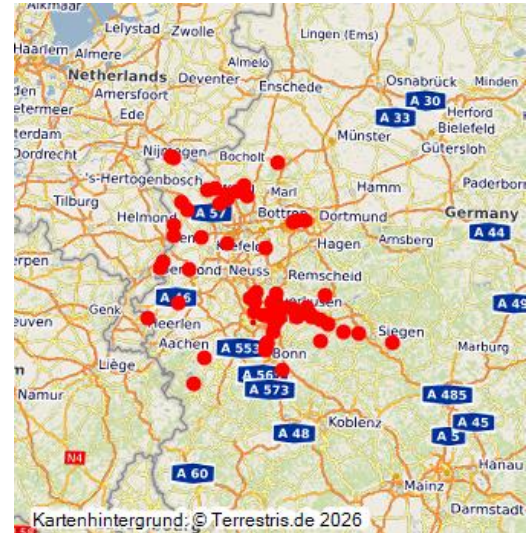 Alkmaar
Lelystad Zwolle
Lingen (Ems)
Haarlem Almere
Almelo
Netherlands Deventer
Osnabrück Minden
Amersfoort
Enschede
A 30
Ede
Herford
A 33 Bielefeld
Münster
Gütersloh
Dordrecht
Bocholt
's-Hertogenbosch
Marl
Hamm
Paderborn
Tilburg
A 57
Bottrop
Dortmund
Germany
Helmond
A 44
Hagen
Arnsberg
Neuss
Remscheid
A 46
A 49
Genk
Heerlen
Siegen
Aachen
A 553
Marburg
Liège
Bonn
A 565
A 573
A 485
Namur
Koblenz
A 48
A 45
A 5
N4
Hanau
A 60
Mainz
Darmstadt
Kartenhintergrund: © Terrestris.de 2026